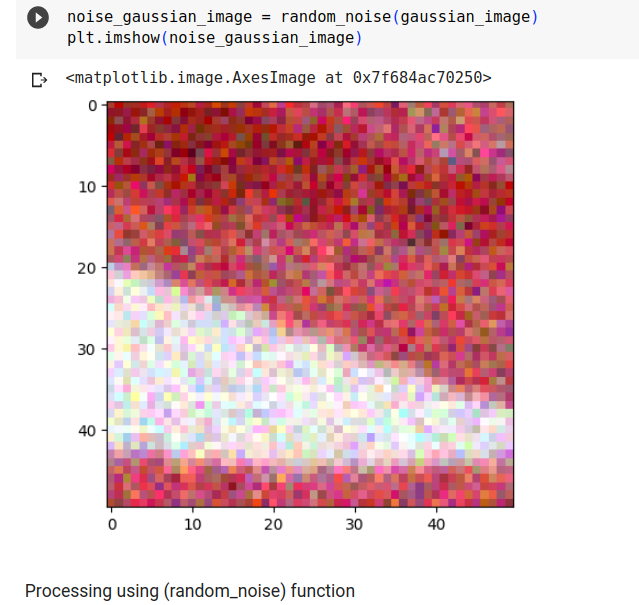 noise_gaussian_image = random_noise(gaussian_image)
plt.imshow(noise_gaussian_image)
<matplotlib.image.AxesImage at 0x7f684ac70250>
0
10
20
30
40
0 10 20 30 40
Processing using (random_noise) function